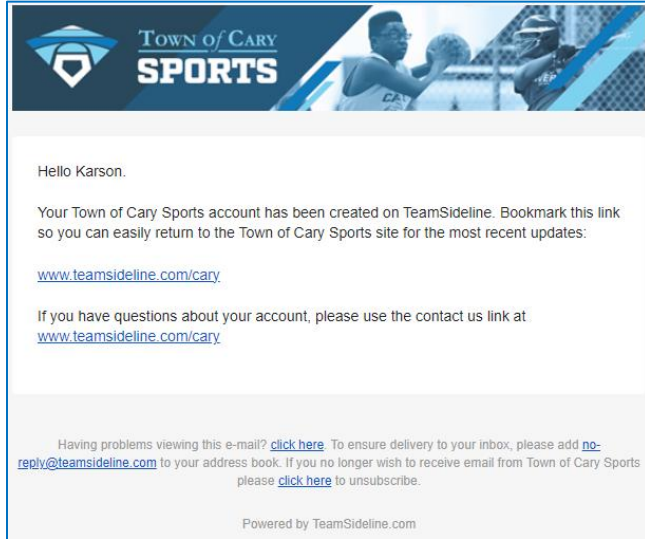 TOWN of CARY
SPORTS
Hello Karson.
Your Town of Cary Sports account has been created on TeamSideline. Bookmark this link
so you can easily return to the Town of Cary Sports site for the most recent updates:
www.teamsideline.com/cary
If you have questions about your account, please use the contact us link at
www.teamsideline.com/cary
Having problems viewing this e-mail? click here. To ensure delivery to your inbox, please add no-
reply@teamsideline.com to your address book. If you no longer wish to receive email from Town of Cary Sports
please click here to unsubscribe.
Powered by TeamSideline.com